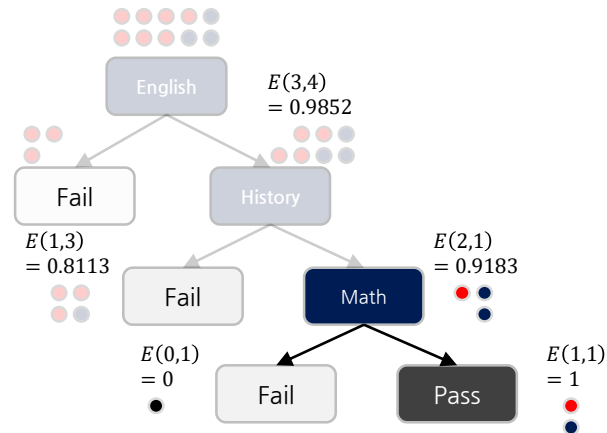 English
E(3,4)
= 0.9852
Fail
History
E(1,3)
= 0.8113
Fail
Math
E(2,1)
= 0.9183
E(0,1)
= 0
Fail
Pass
E(1,1)
= 1